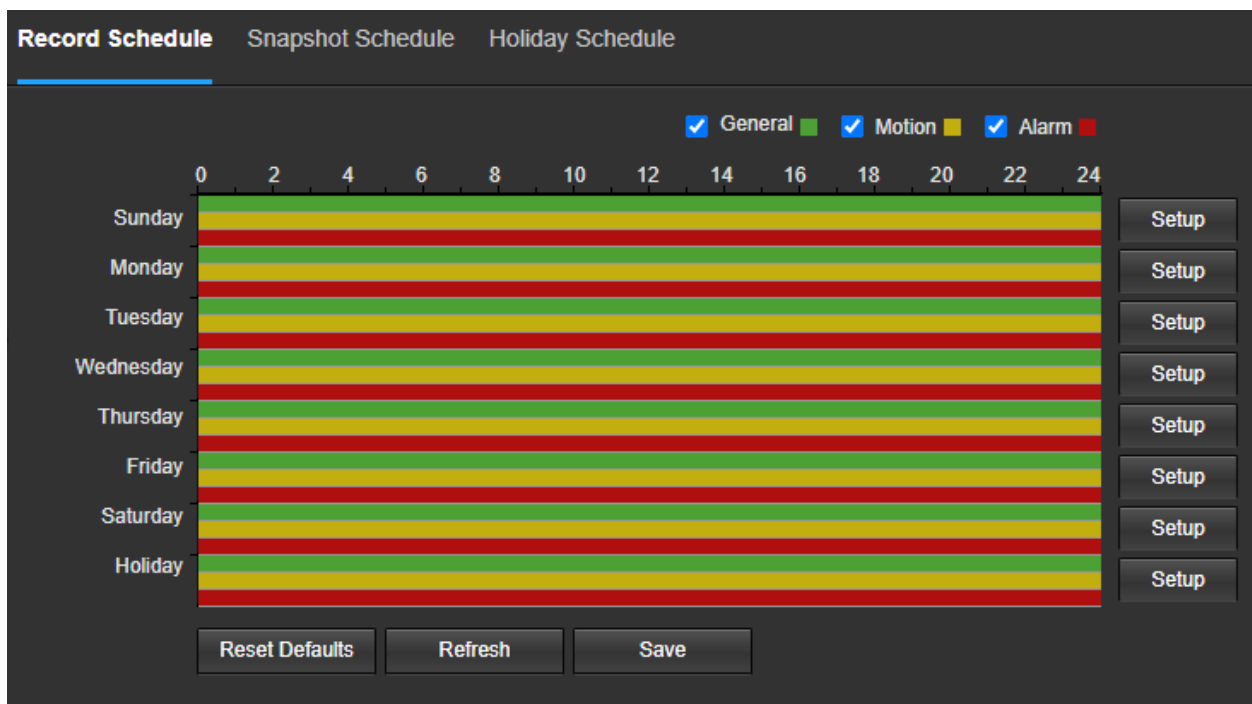 Record Schedule Snapshot Schedule Holiday Schedule
General Motion Alarm
0 2 4 6 8 10 12 14 16 18 20 22 24
Sunday Setup
Monday Setup
Tuesday Setup
Wednesday Setup
Thursday Setup
Friday Setup
Saturday Setup
Holiday Setup
Reset Defaults Refresh Save